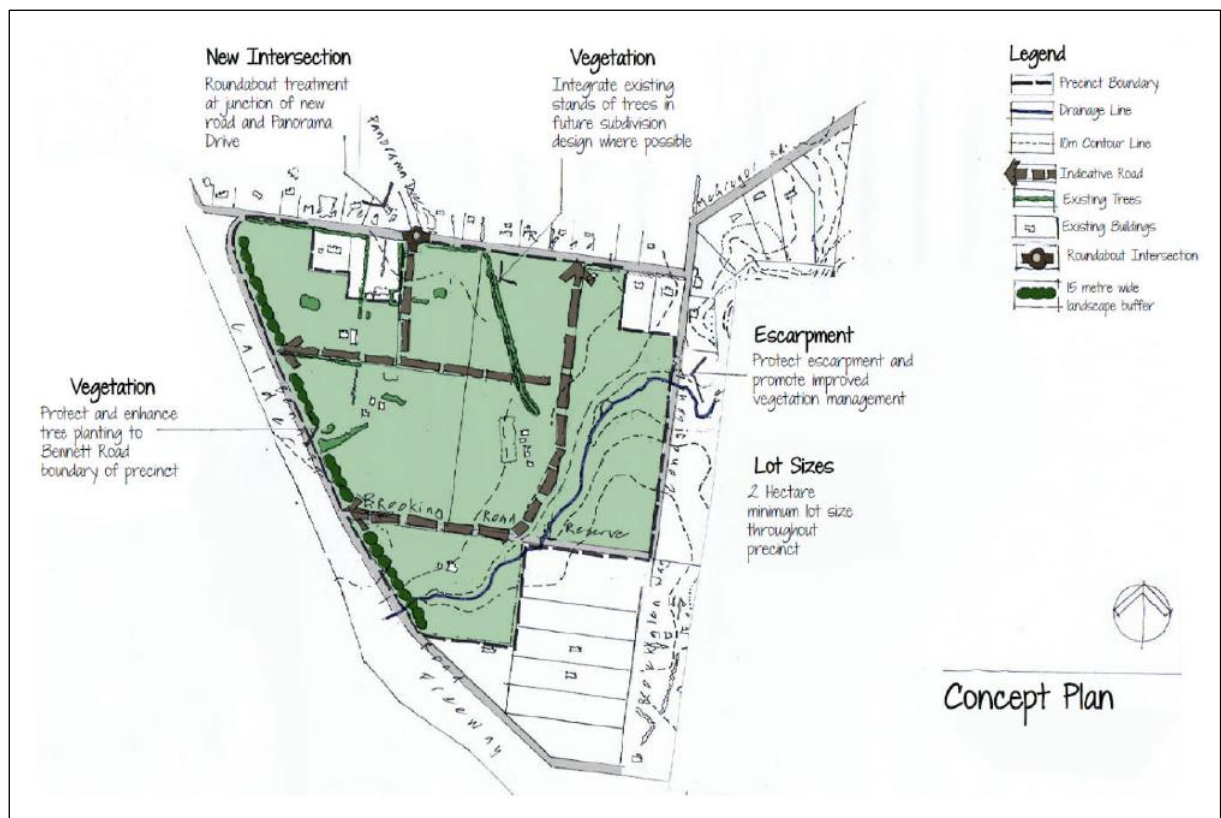 New Intersection
Roundabout treatment
at junction of new
road and Panorama
Drive
Vegetation
Integrate existing
stands of trees in
future subdivision
design where possible
Legend
Precinct Boundary
Drainage Line
10m Contour Line
Indicative Road
Existing Trees
Existing Buildings
Roundabout Intersection
15 metre wide
landscape buffer
Panorama
Escarpment
Protect escarpment and
promote improved
vegetation management
Vegetation
Protect and enhance
tree planting to
Bennett Road
boundary of precinct
Lot Sizes
2 Hectare
minimum lot size
throughout
precinct
Brooking Road Reserve
Road
Freeway
Concept Plan